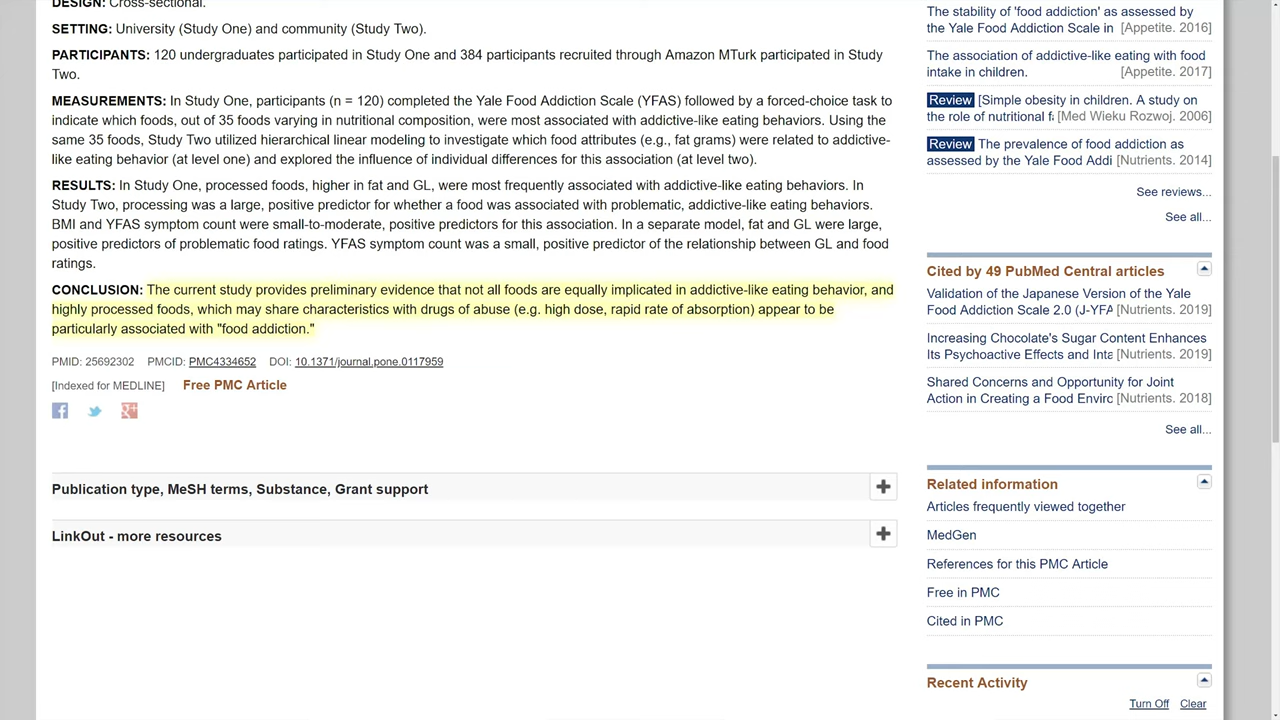 DESIGN: Cross-sectional.
SETTING: University (Study One) and community (Study Two).
PARTICIPANTS: 120 undergraduates participated in Study One and 384 participants recruited through Amazon MTurk participated in Study
Two.
MEASUREMENTS: In Study One, participants (n = 120) completed the Yale Food Addiction Scale (YFAS) followed by a forced-choice task to
indicate which foods, out of 35 foods varying in nutritional composition, were most associated with addictive-like eating behaviors. Using the
same 35 foods, Study Two utilized hierarchical linear modeling to investigate which food attributes (e.g., fat grams) were related to addictive-
like eating behavior (at level one) and explored the influence of individual differences for this association (at level two).
RESULTS: In Study One, processed foods, higher in fat and GL, were most frequently associated with addictive-like eating behaviors. In
Study Two, processing was a large, positive predictor for whether a food was associated with problematic, addictive-like eating behaviors.
BMI and YFAS symptom count were small-to-moderate, positive predictors for this association. In a separate model, fat and GL were large,
positive predictors of problematic food ratings. YFAS symptom count was a small, positive predictor of the relationship between GL and food
ratings.
CONCLUSION: The current study provides preliminary evidence that not all foods are equally implicated in addictive-like eating behavior, and
highly processed foods, which may share characteristics with drugs of abuse (e.g. high dose, rapid rate of absorption) appear to be
particularly associated with "food addiction."
PMID: 25692302 PMCID: PMC4334652 DOI: 10.1371/journal.pone.0117959
[Indexed for MEDLINE] Free PMC Article
Publication type, MeSH terms, Substance, Grant support
LinkOut - more resources
The stability of 'food addiction' as assessed by
the Yale Food Addiction Scale in [Appetite. 2016]
The association of addictive-like eating with food
intake in children. [Appetite. 2017]
Review [Simple obesity in children. A study on
the role of nutritional f [Med Wieku Rozwoj. 2006]
Review The prevalence of food addiction as
assessed by the Yale Food Addi [Nutrients. 2014]
See reviews...
See all...
Cited by 49 PubMed Central articles
Validation of the Japanese Version of the Yale
Food Addiction Scale 2.0 (J-YFA [Nutrients. 2019]
Increasing Chocolate's Sugar Content Enhances
Its Psychoactive Effects and Inta [Nutrients. 2019]
Shared Concerns and Opportunity for Joint
Action in Creating a Food Envirc [Nutrients. 2018]
See all...
Related information
Articles frequently viewed together
MedGen
References for this PMC Article
Free in PMC
Cited in PMC
Recent Activity
Turn Off Clear